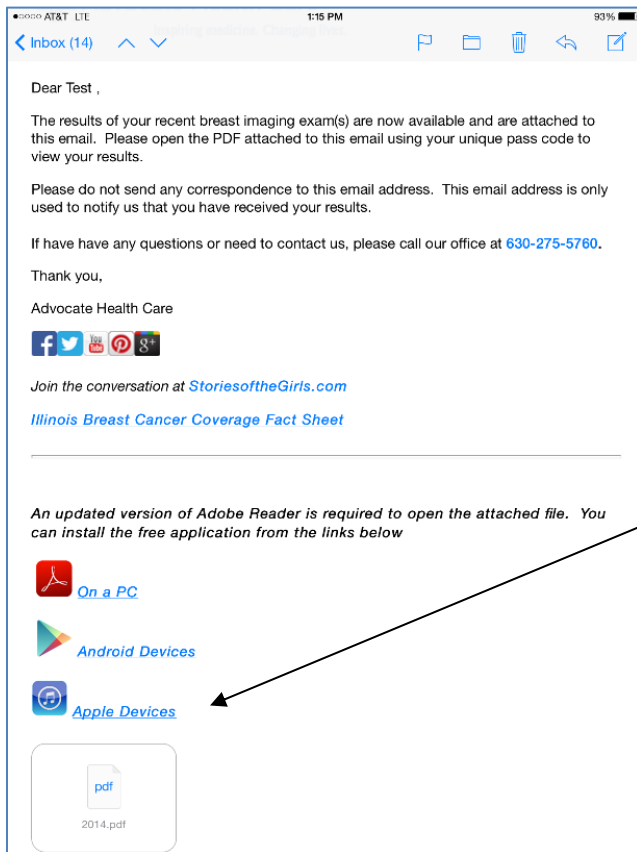 AT&T LTE 1:15 PM 93%
Inbox (14)
Inspiring medicine. Changing lives.
Dear Test ,
The results of your recent breast imaging exam(s) are now available and are attached to
this email.  Please open the PDF attached to this email using your unique pass code to
view your results.
Please do not send any correspondence to this email address.  This email address is only
used to notify us that you have received your results.
If have have any questions or need to contact us, please call our office at 630-275-5760.
Thank you,
Advocate Health Care
f You Tube g+
Join the conversation at StoriesoftheGirls.com
Illinois Breast Cancer Coverage Fact Sheet
An updated version of Adobe Reader is required to open the attached file.  You
can install the free application from the links below
On a PC
Android Devices
Apple Devices
pdf
2014.pdf